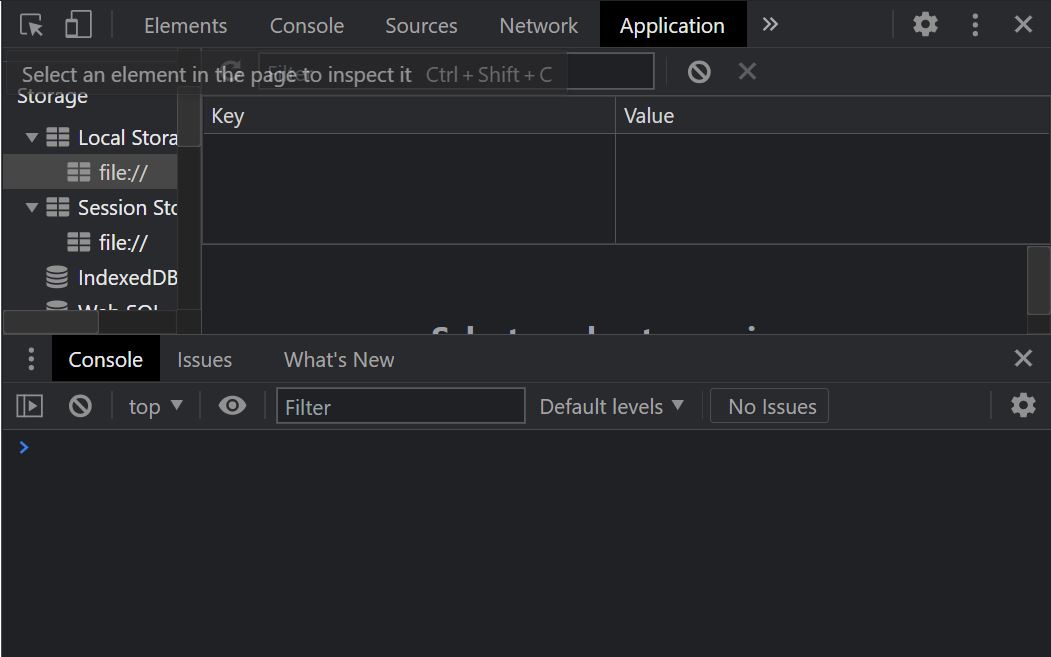 Elements Console Sources Network Application
Select an element in the page to inspect it Ctrl + Shift + C
Filter
Storage
Key Value
Local Stora
file://
Session Sto
file://
IndexedDB
Web SQL
Console Issues What's New
top Filter Default levels No Issues